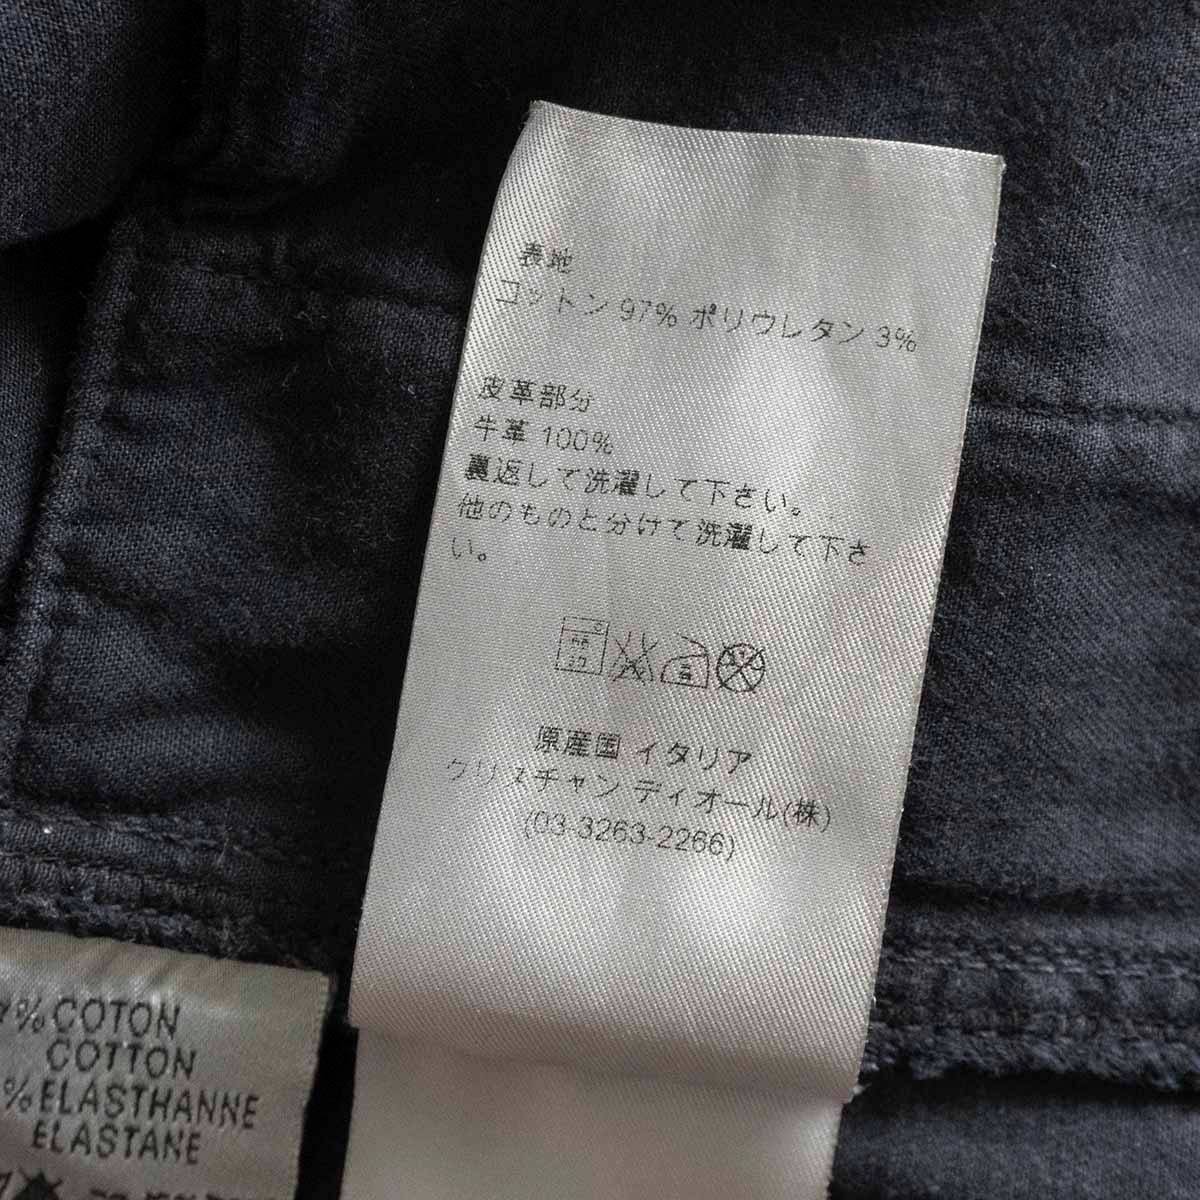 表地
コットン 97% ポリウレタン 3%
皮革部分
牛革 100%
裏返して洗濯して下さい。
他のものと分けて洗濯して下さ
い。
原産国 イタリア
クリスチャン ディオール(株)
(03-3263-2266)
% COTON
COTTON
% ELASTHANNE
ELASTANE